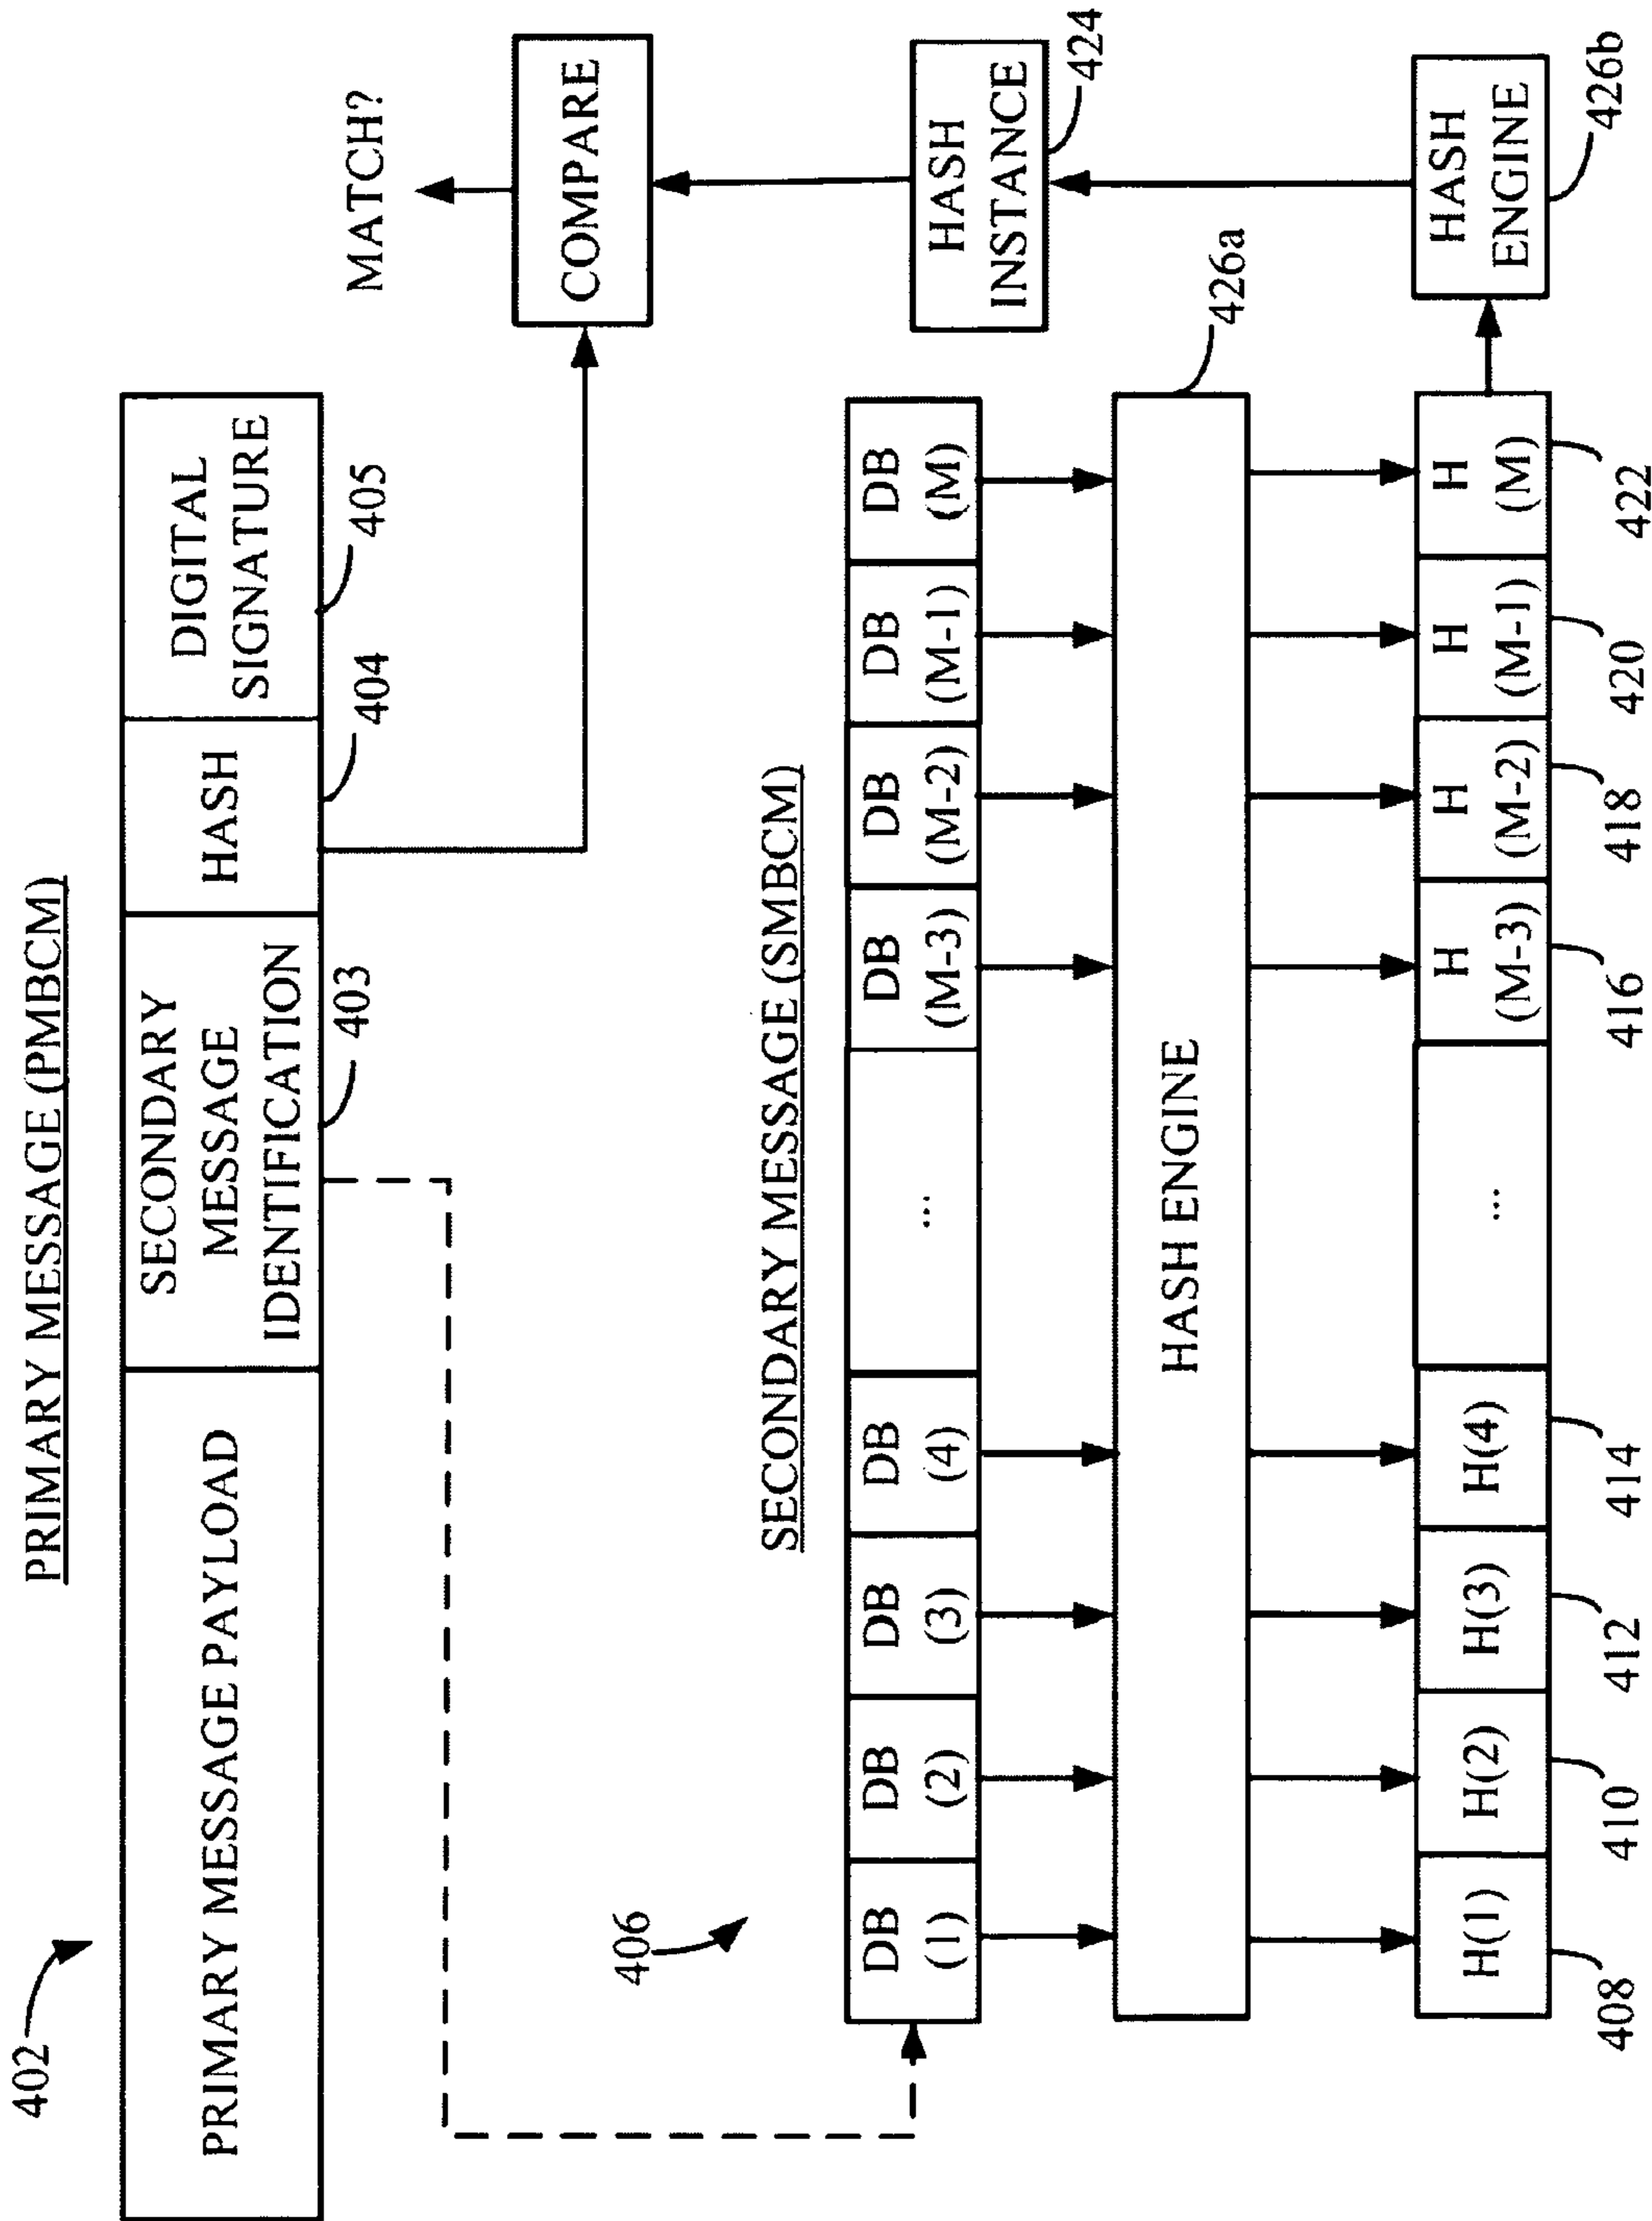 PRIMARY MESSAGE (PMBCM)
402
PRIMARY MESSAGE PAYLOAD
SECONDARY
MESSAGE
IDENTIFICATION
HASH
DIGITAL
SIGNATURE
403
404
405
MATCH?
COMPARE
406
SECONDARY MESSAGE (SMBCM)
DB
(1)
DB
(2)
DB
(3)
DB
(4)
...
DB
(M-3)
DB
(M-2)
DB
(M-1)
DB
(M)
HASH
INSTANCE
424
HASH ENGINE
426a
H(1)
H(2)
H(3)
H(4)
...
H
(M-3)
H
(M-2)
H
(M-1)
H
(M)
HASH
ENGINE
426b
408
410
412
414
416
418
420
422